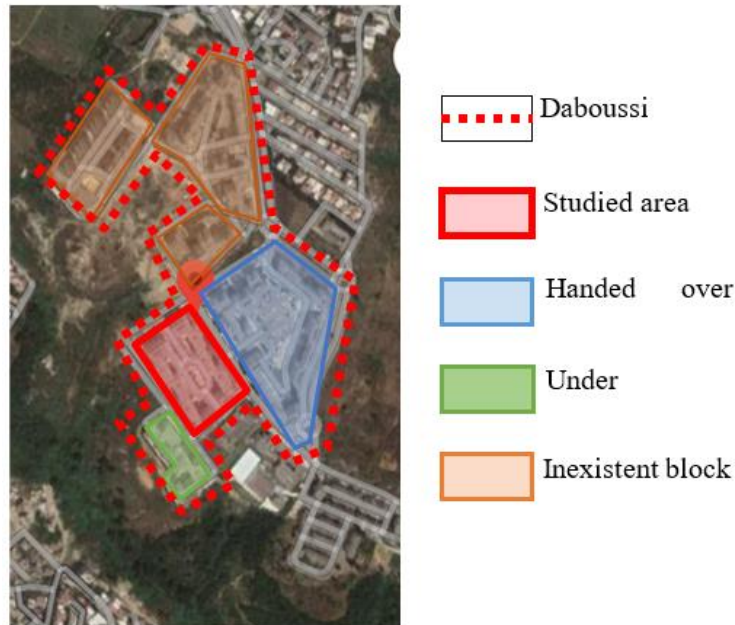 Daboussi
Studied area
Handed over
Under
Inexistent block